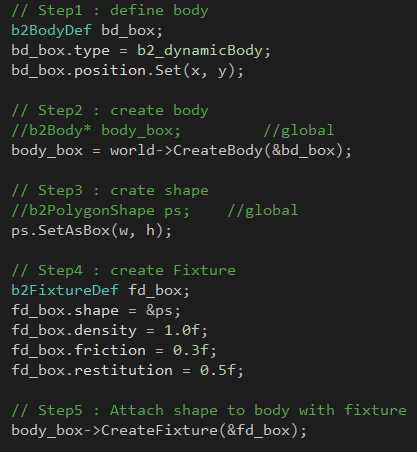 // Step1 : define body
b2BodyDef bd_box;
bd_box.type = b2_dynamicBody;
bd_box.position.Set(x, y);
// Step2 : create body
//b2Body* body_box;         //global
body_box = world->CreateBody(&bd_box);
// Step3 : crate shape
//b2PolygonShape ps;    //global
ps.SetAsBox(w, h);
// Step4 : create Fixture
b2FixtureDef fd_box;
fd_box.shape = &ps;
fd_box.density = 1.0f;
fd_box.friction = 0.3f;
fd_box.restitution = 0.5f;
// Step5 : Attach shape to body with fixture
body_box->CreateFixture(&fd_box);